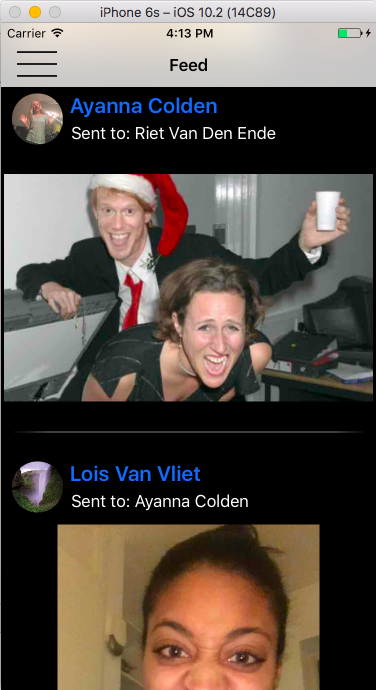 iPhone 6s – iOS 10.2 (14C89)
Carrier 4:13 PM
Feed
Ayanna Colden
Sent to: Riet Van Den Ende
Lois Van Vliet
Sent to: Ayanna Colden